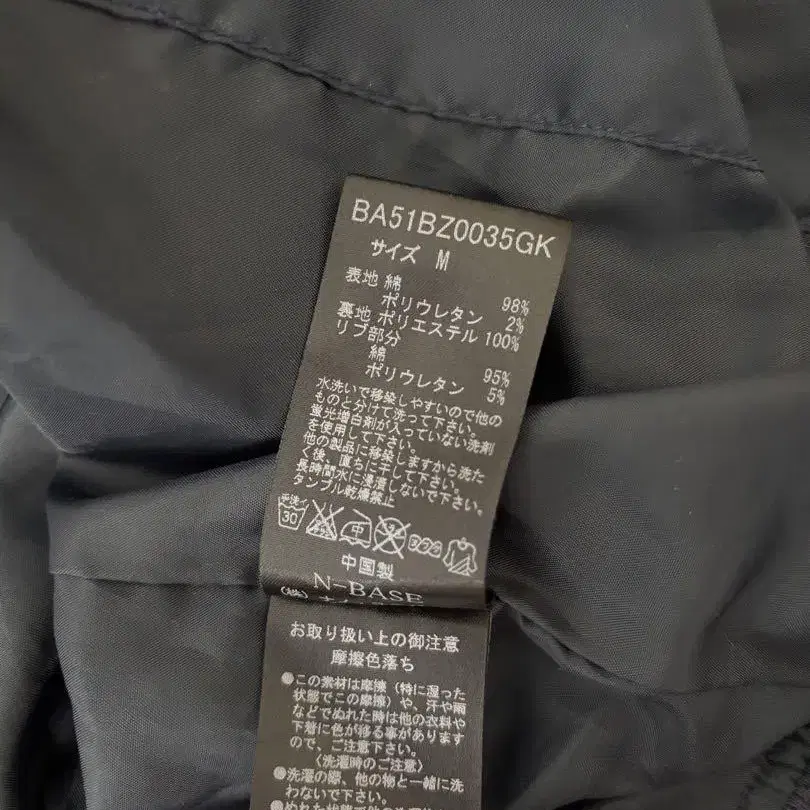 BA51BZ0035GK
サイズ M
表地 綿 98%
ポリウレタン 2%
裏地 ポリエステル 100%
リブ部分
綿 95%
ポリウレタン 5%
水洗いで移染しやすいので他の
ものと分けて洗って下さい。
蛍光増白剤が入っていない洗剤
を使用して下さい。
他の製品に移染しますから洗た
く後、直ちに干して下さい。
長時間水に浸漬しないで下さい。
タンブル乾燥禁止
手洗イ
30
中
中国製
N-BASE
(株)
お取り扱い上の御注意
摩擦色落ち
●この素材は摩擦（特に湿った
状態でこの摩擦）や、汗や雨
などでぬれた時は他の衣料や
下着に色が移る事があります
ので、ご注意下さい。
〈洗濯時のご注意〉
●洗濯の際、他の物と一緒に洗
わないで下さい。